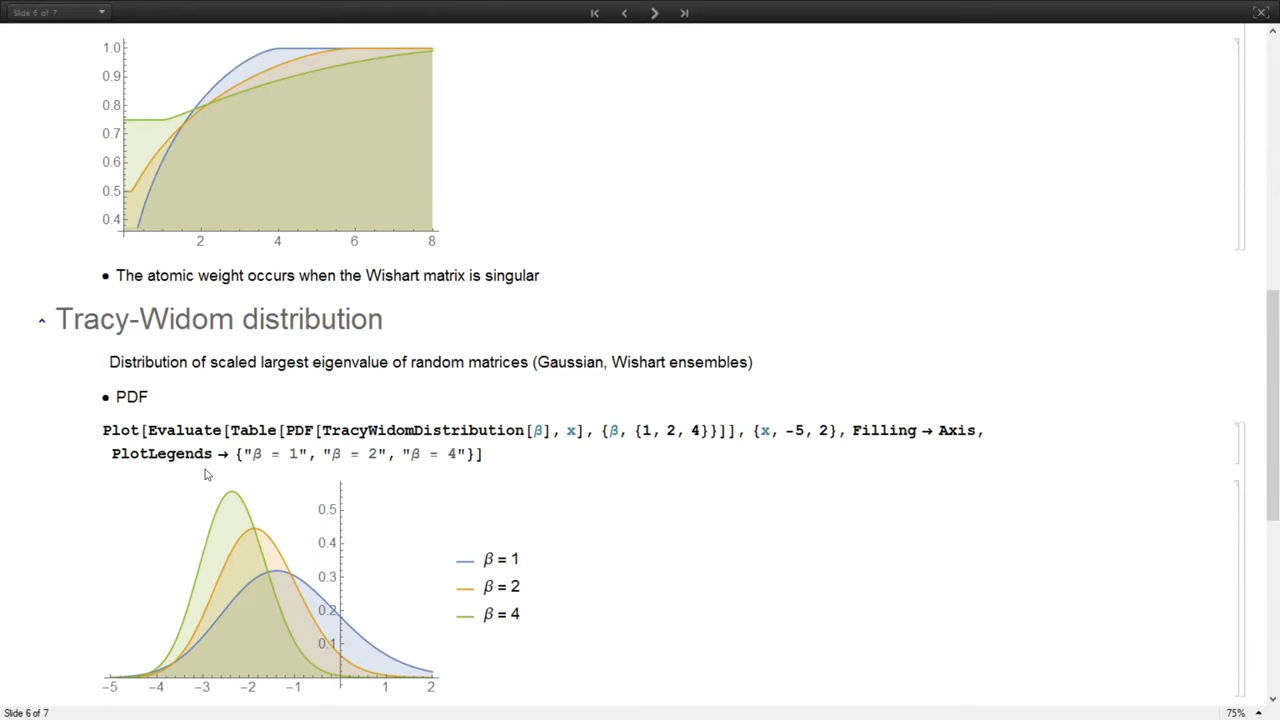 Slide 6 of 7
1.0
0.9
0.8
0.7
0.6
0.5
0.4
2 4 6 8
• The atomic weight occurs when the Wishart matrix is singular
Tracy-Widom distribution
Distribution of scaled largest eigenvalue of random matrices (Gaussian, Wishart ensembles)
• PDF
Plot[Evaluate[Table[PDF[TracyWidomDistribution[β], x], {β, {1, 2, 4}}]], {x, -5, 2}, Filling → Axis,
PlotLegends → {"β = 1", "β = 2", "β = 4"}]
0.5
0.4
0.3
0.2
0.1
β = 1
β = 2
β = 4
-5 -4 -3 -2 -1 1 2
Slide 6 of 7 75%